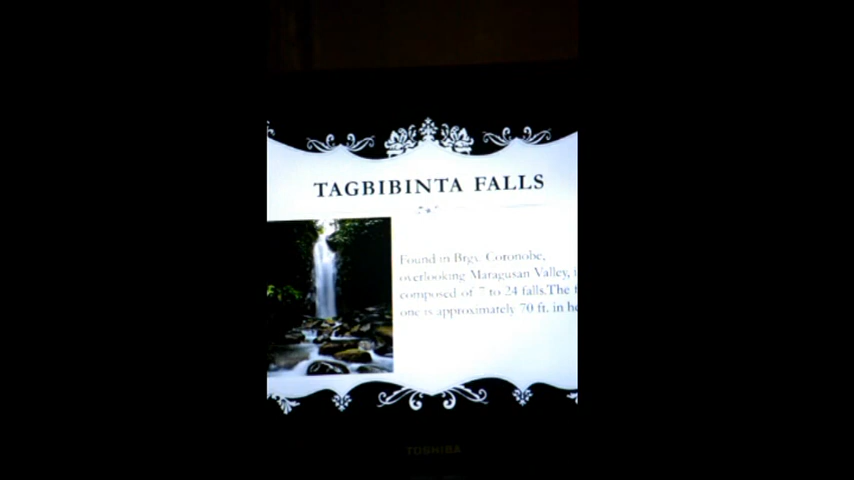 TAGBIBINTA FALLS
Found in Brgy. Coronobe,
overlooking Maragusan Valley,
composed of 7 to 24 falls.The
one is approximately 70 ft. in
TOSHIBA